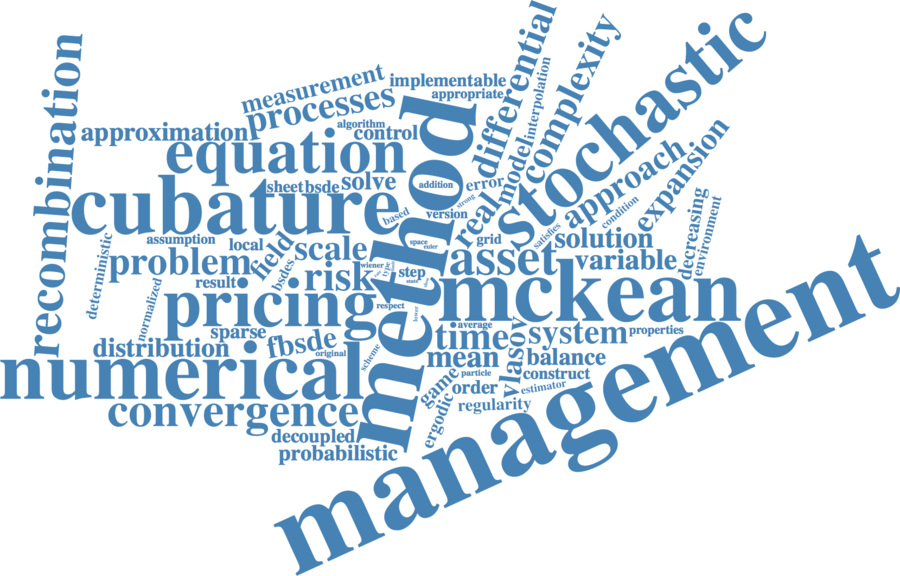 recombination
measurement
implementable
appropriate
differential
interpolation
complexity
stochastic
approximation
processes
algorithm
control
equation
method
model
cubature
sheet
bsde
solve
addition
error
strong
real
approach
expansion
based
version
condition
satisfies
assumption
local
field
scale
space
euler
grid
solution
decreasing
environment
deterministic
problem
bsdes
risk
wiener
type
step
state
asset
variable
normalized
result
pricing
respect
lower
mckean
sparse
fbsde
original
scheme
average
time
system
properties
distribution
mean
vlasov
balance
numerical
particle
construct
game
order
estimator
convergence
ergodic
regularity
decoupled
probabilistic
management